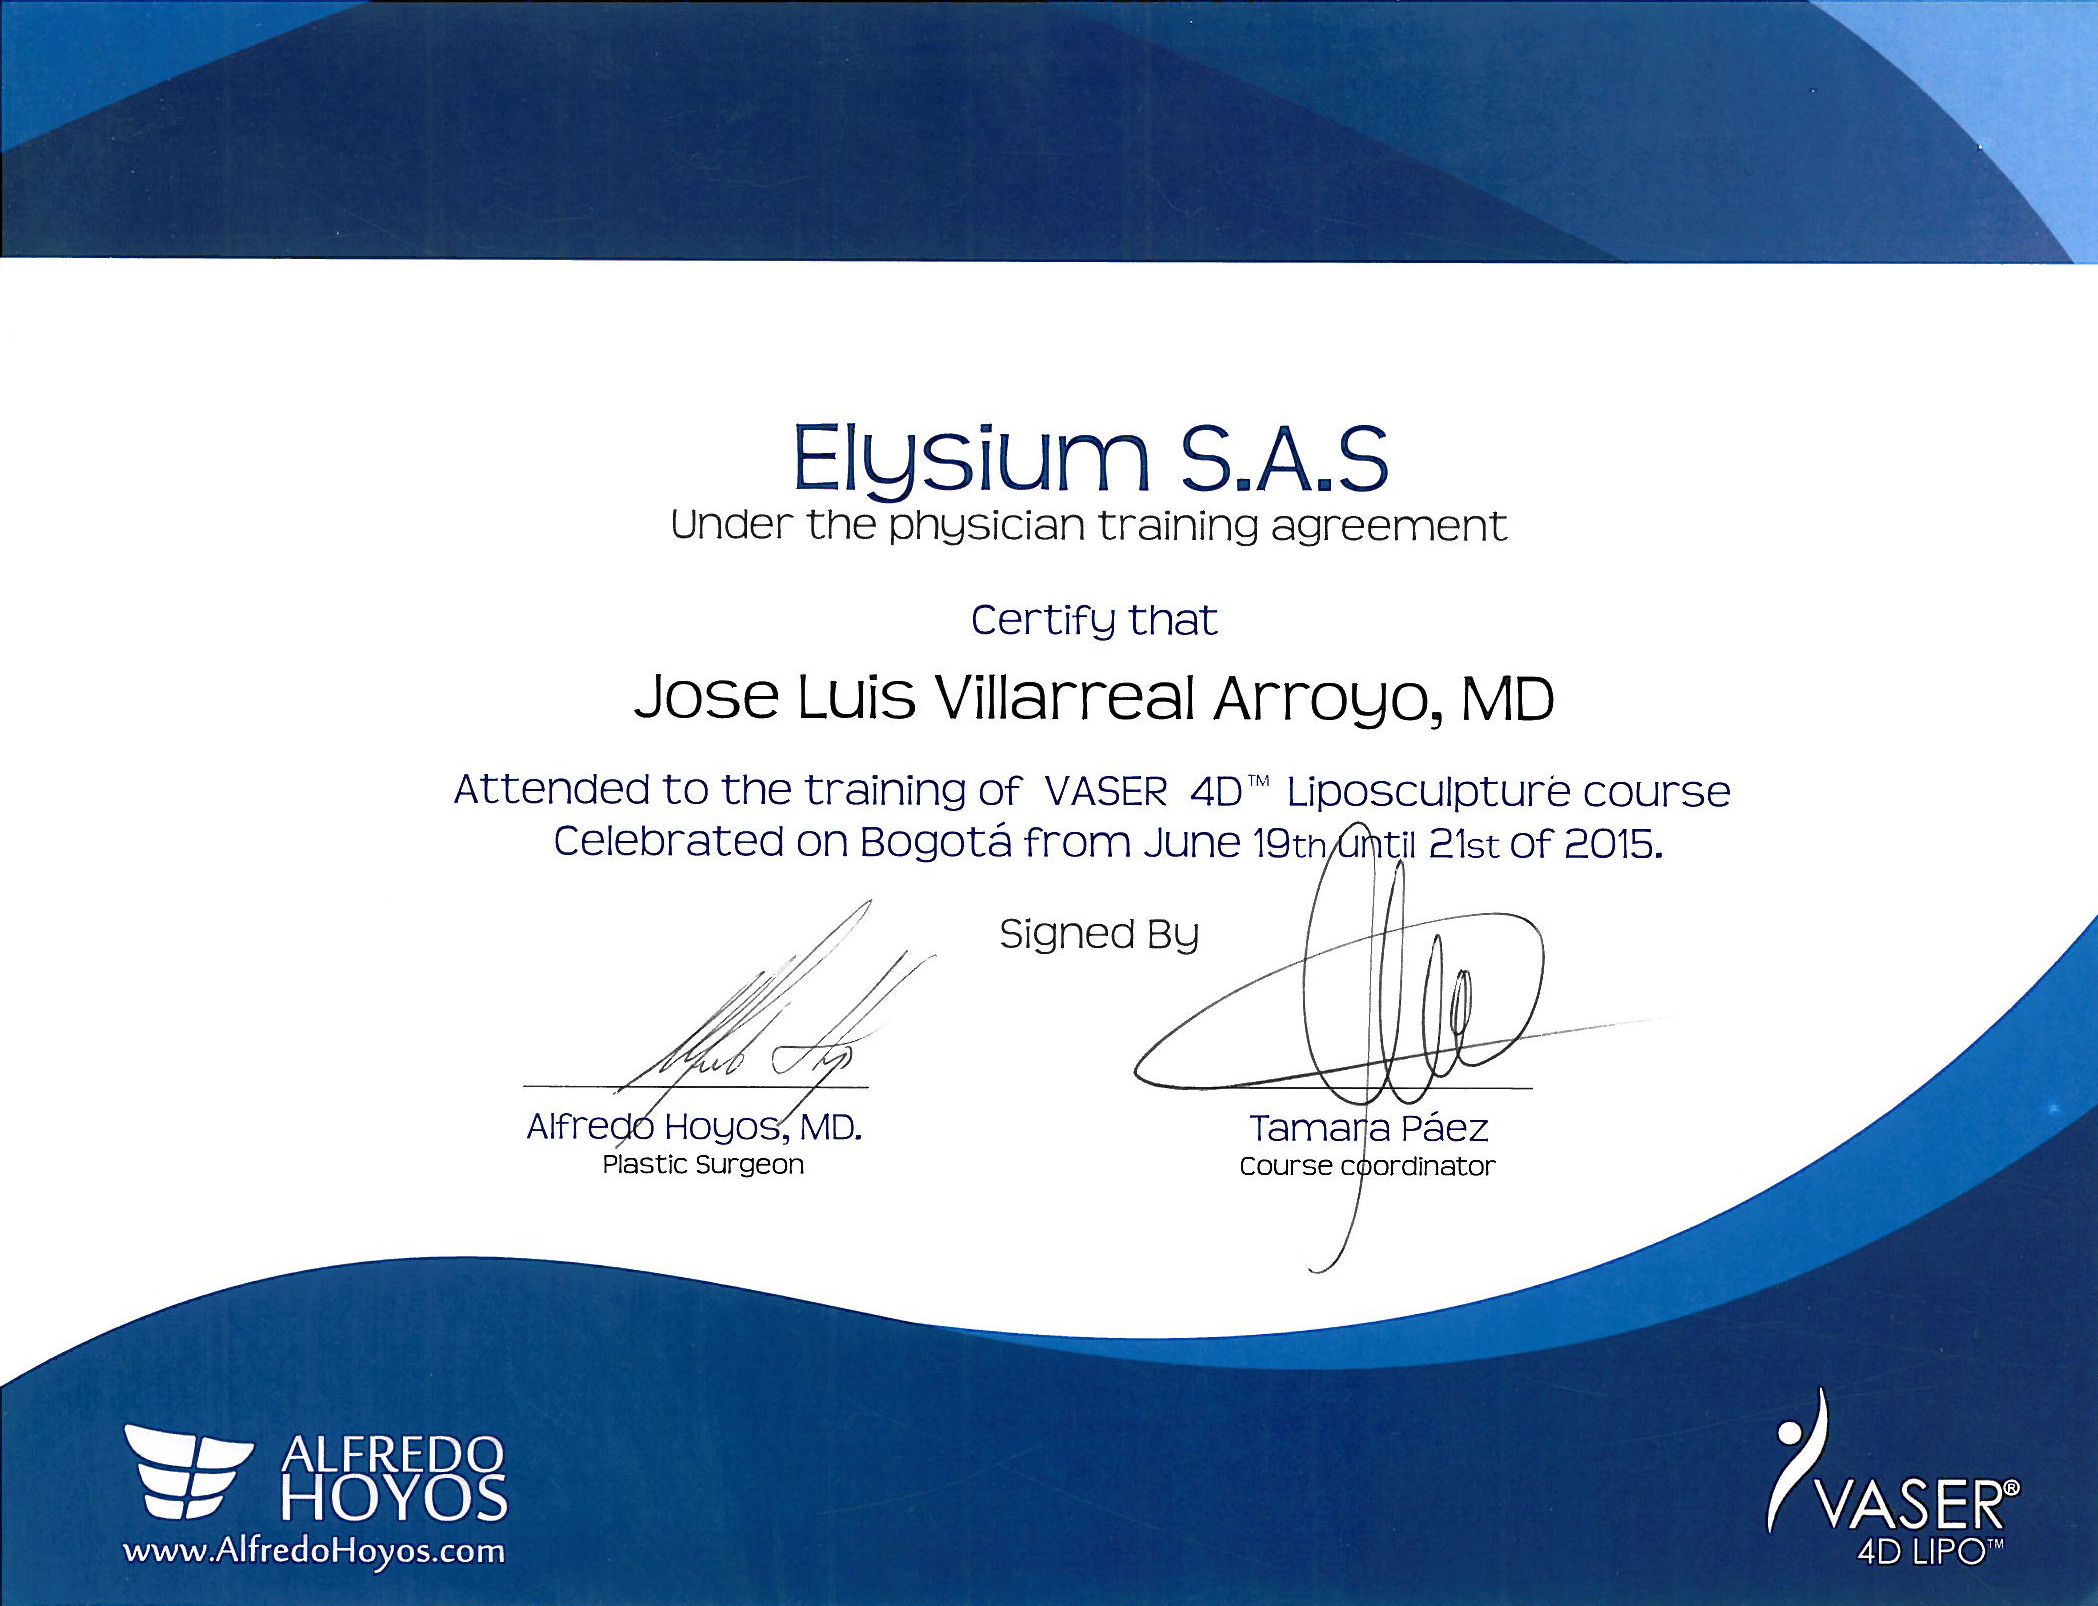 Elysium S.A.S
Under the physician training agreement
Certify that
Jose Luis Villarreal Arroyo, MD
Attended to the training of VASER 4D™ Liposculpture course
Celebrated on Bogotá from June 19th until 21st of 2015.
Signed By
Alfredo Hoyos, MD.
Plastic Surgeon
Tamara Páez
Course coordinator
ALFREDO
HOYOS
www.AlfredoHoyos.com
VASER®
4D LIPO™